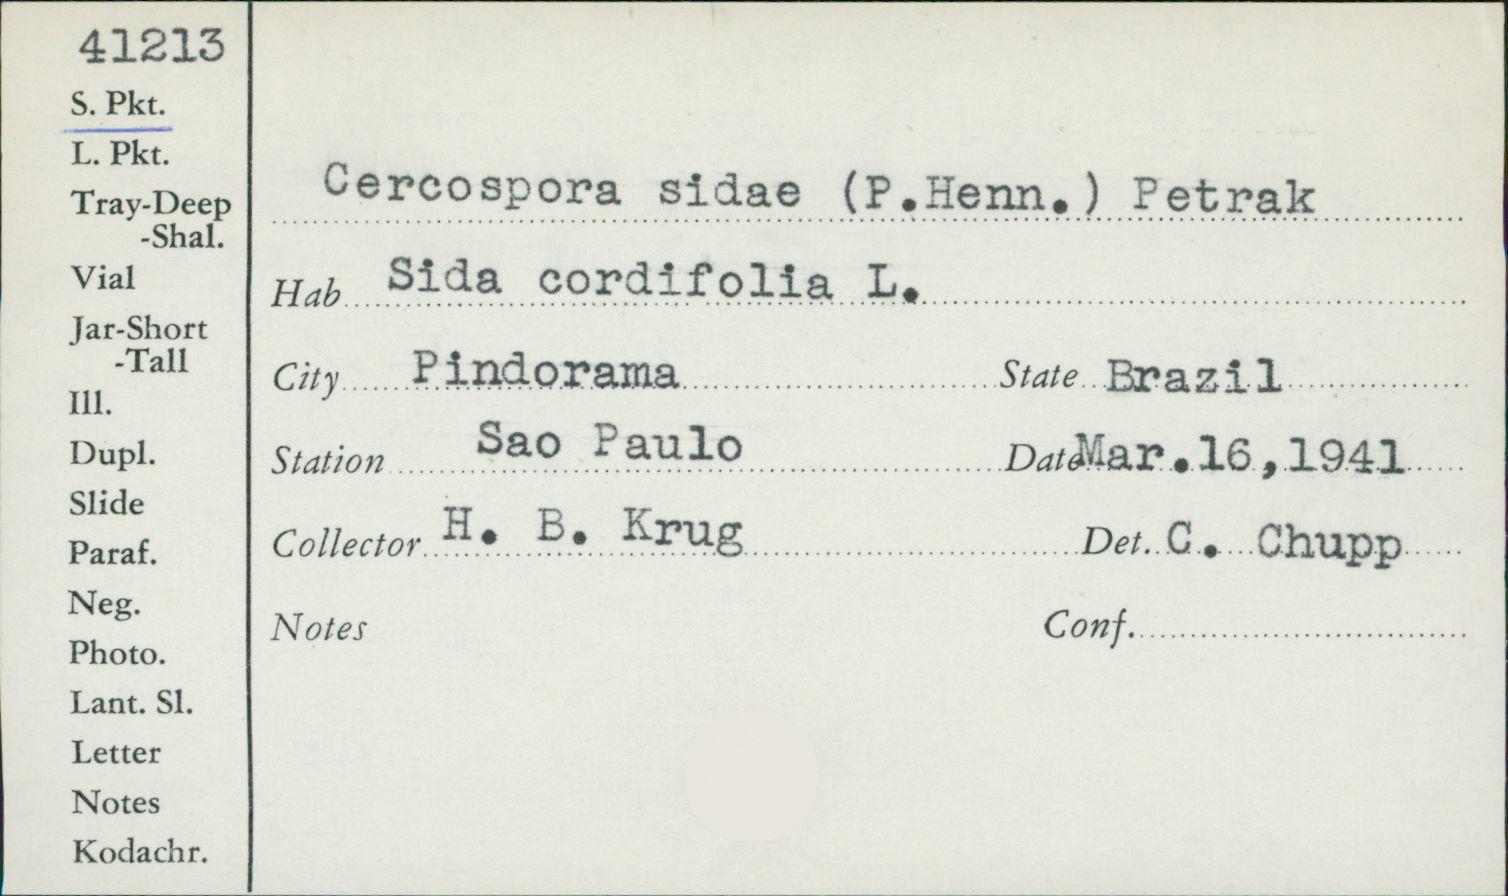 41213
S. Pkt.
L. Pkt.
Tray-Deep
-Shal.
Vial
Jar-Short
-Tall
Ill.
Dupl.
Slide
Paraf.
Neg.
Photo.
Lant. Sl.
Letter
Notes
Kodachr.
Cercospora sidae (P.Henn.) Petrak
Hab Sida cordifolia L.
City Pindorama State Brazil
Station Sao Paulo Date Mar.16,1941
Collector H. B. Krug Det. C. Chupp
Notes Conf.